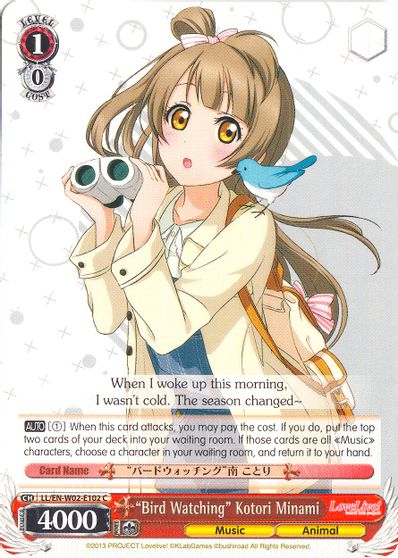 LEVEL
1
0
COST
When I woke up this morning,
I wasn't cold. The season changed~
AUTO [①] When this card attacks, you may pay the cost. If you do, put the top
two cards of your deck into your waiting room. If those cards are all «Music»
characters, choose a character in your waiting room, and return it to your hand.
Card Name "バードウォッチング"南 ことり
CH LL/EN-W02-E102 C
POWER 4000 SOUL "Bird Watching" Kotori Minami LoveLive!
Music Animal
©2013 PROJECT Lovelive! ©KLabGames ©bushiroad All Rights Reserved.